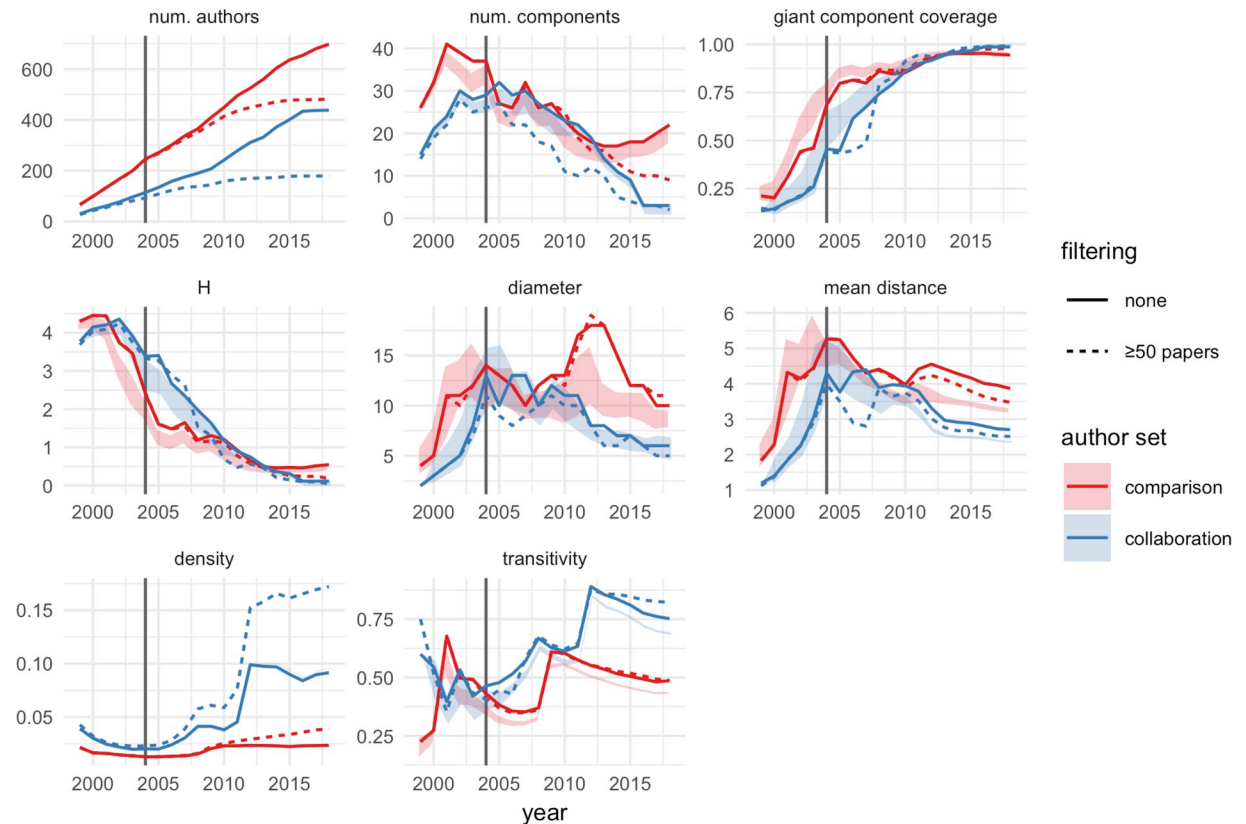 num. authors
num. components
giant component coverage
600
400
200
0
2000 2005 2010 2015
40
30
20
10
0
2000 2005 2010 2015
1.00
0.75
0.50
0.25
2000 2005 2010 2015
H
diameter
mean distance
4
3
2
1
0
2000 2005 2010 2015
15
10
5
2000 2005 2010 2015
6
5
4
3
2
1
2000 2005 2010 2015
density
transitivity
0.15
0.10
0.05
2000 2005 2010 2015
0.75
0.50
0.25
2000 2005 2010 2015
year
filtering
none
≥50 papers
author set
comparison
collaboration